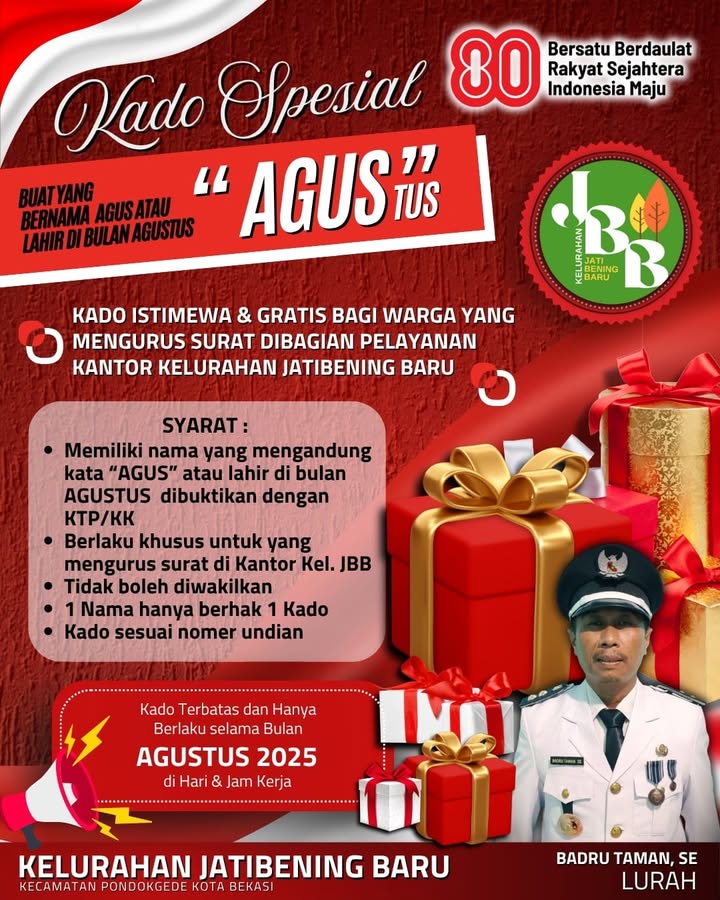 Kado Spesial
80
Bersatu Berdaulat
Rakyat Sejahtera
Indonesia Maju
BUAT YANG
BERNAMA AGUS ATAU
LAHIR DI BULAN AGUSTUS
“ AGUS ”
TUS
JBB
KELURAHAN
JATI
BENING
BARU
KADO ISTIMEWA & GRATIS BAGI WARGA YANG
MENGURUS SURAT DIBAGIAN PELAYANAN
KANTOR KELURAHAN JATIBENING BARU
SYARAT :
• Memiliki nama yang mengandung
kata “AGUS” atau lahir di bulan
AGUSTUS dibuktikan dengan
KTP/KK
• Berlaku khusus untuk yang
mengurus surat di Kantor Kel. JBB
• Tidak boleh diwakilkan
• 1 Nama hanya berhak 1 Kado
• Kado sesuai nomer undian
Kado Terbatas dan Hanya
Berlaku selama Bulan
AGUSTUS 2025
di Hari & Jam Kerja
BADRU TAMAN, SE
KELURAHAN JATIBENING BARU
KECAMATAN PONDOKGEDE KOTA BEKASI
BADRU TAMAN, SE
LURAH